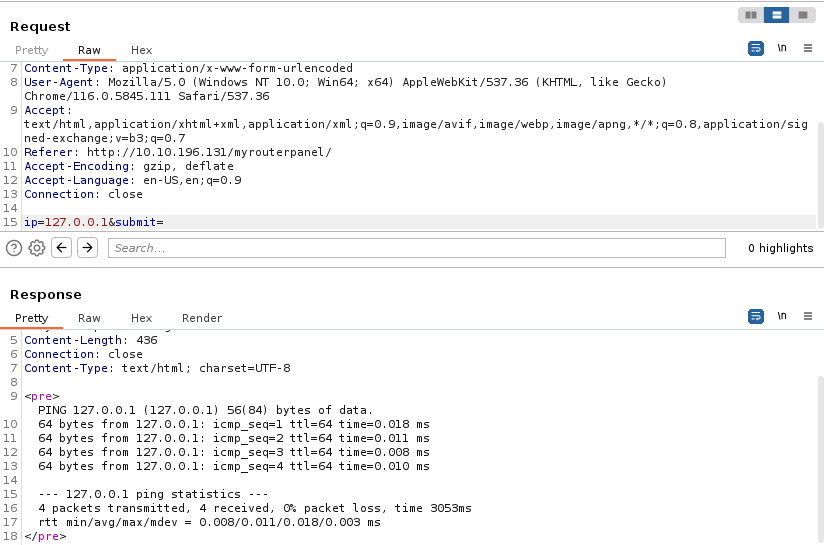 Request
Pretty Raw Hex
\n
7 Content-Type: application/x-www-form-urlencoded
8 User-Agent: Mozilla/5.0 (Windows NT 10.0; Win64; x64) AppleWebKit/537.36 (KHTML, like Gecko)
Chrome/116.0.5845.111 Safari/537.36
9 Accept:
text/html,application/xhtml+xml,application/xml;q=0.9,image/avif,image/webp,image/apng,*/*;q=0.8,application/sig
ned-exchange;v=b3;q=0.7
10 Referer: http://10.10.196.131/myrouterpanel/
11 Accept-Encoding: gzip, deflate
12 Accept-Language: en-US,en;q=0.9
13 Connection: close
14
15 ip=127.0.0.1&submit=
Search...
0 highlights
Response
Pretty Raw Hex Render
\n
5 Content-Length: 436
6 Connection: close
7 Content-Type: text/html; charset=UTF-8
8
9 <pre>
PING 127.0.0.1 (127.0.0.1) 56(84) bytes of data.
10 64 bytes from 127.0.0.1: icmp_seq=1 ttl=64 time=0.018 ms
11 64 bytes from 127.0.0.1: icmp_seq=2 ttl=64 time=0.011 ms
12 64 bytes from 127.0.0.1: icmp_seq=3 ttl=64 time=0.008 ms
13 64 bytes from 127.0.0.1: icmp_seq=4 ttl=64 time=0.010 ms
14
15 --- 127.0.0.1 ping statistics ---
16 4 packets transmitted, 4 received, 0% packet loss, time 3053ms
17 rtt min/avg/max/mdev = 0.008/0.011/0.018/0.003 ms
18 </pre>